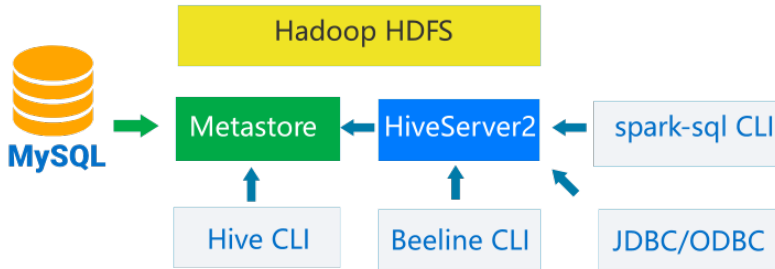 Hadoop HDFS
Metastore
HiveServer2
spark-sql CLI
MySQL
Hive CLI
Beeline CLI
JDBC/ODBC